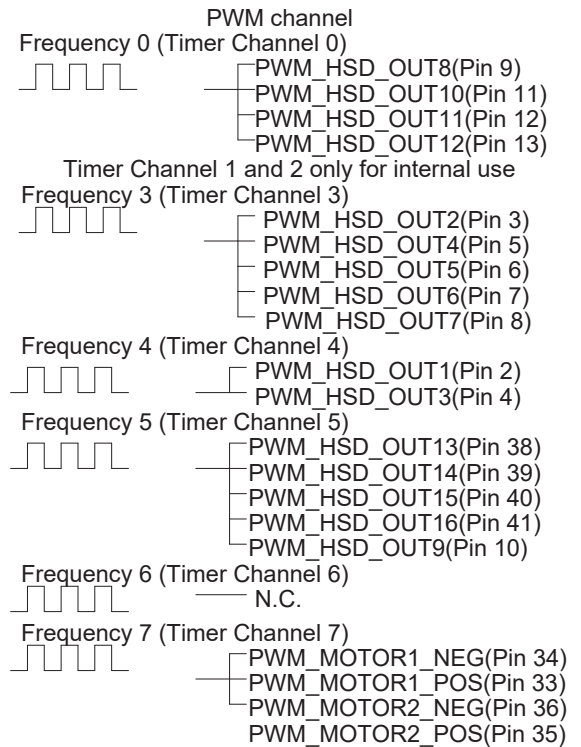 PWM channel
Frequency 0 (Timer Channel 0)
PWM_HSD_OUT8(Pin 9)
PWM_HSD_OUT10(Pin 11)
PWM_HSD_OUT11(Pin 12)
PWM_HSD_OUT12(Pin 13)
Timer Channel 1 and 2 only for internal use
Frequency 3 (Timer Channel 3)
PWM_HSD_OUT2(Pin 3)
PWM_HSD_OUT4(Pin 5)
PWM_HSD_OUT5(Pin 6)
PWM_HSD_OUT6(Pin 7)
PWM_HSD_OUT7(Pin 8)
Frequency 4 (Timer Channel 4)
PWM_HSD_OUT1(Pin 2)
PWM_HSD_OUT3(Pin 4)
Frequency 5 (Timer Channel 5)
PWM_HSD_OUT13(Pin 38)
PWM_HSD_OUT14(Pin 39)
PWM_HSD_OUT15(Pin 40)
PWM_HSD_OUT16(Pin 41)
PWM_HSD_OUT9(Pin 10)
Frequency 6 (Timer Channel 6)
N.C.
Frequency 7 (Timer Channel 7)
PWM_MOTOR1_NEG(Pin 34)
PWM_MOTOR1_POS(Pin 33)
PWM_MOTOR2_NEG(Pin 36)
PWM_MOTOR2_POS(Pin 35)